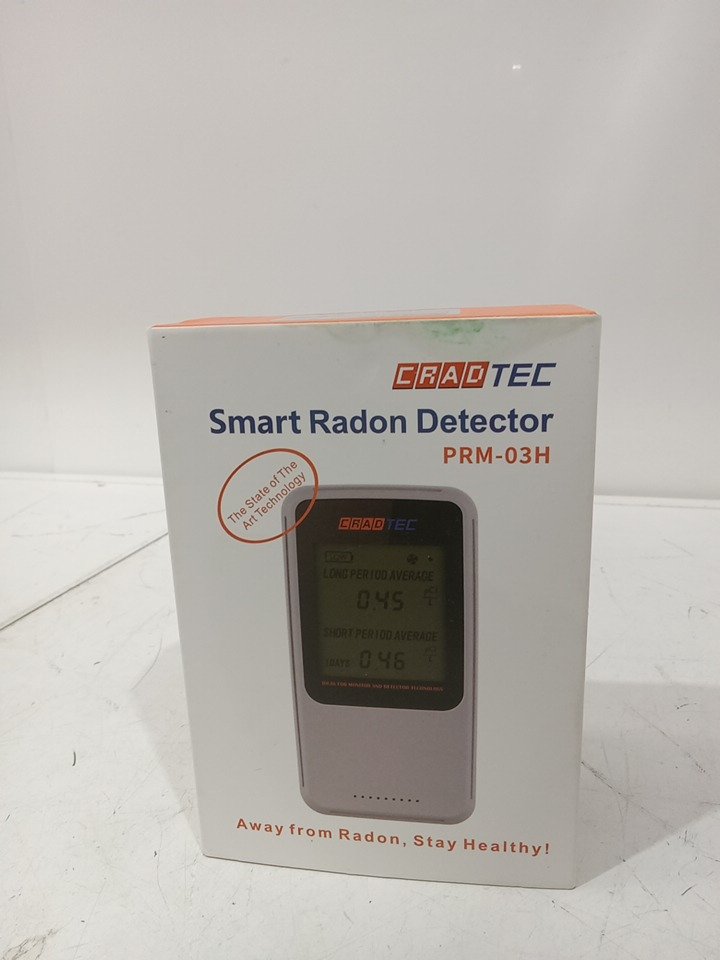 CRADTEC
Smart Radon Detector
PRM-03H
The State of The
Art Technology
CRADTEC
LONG PERIOD AVERAGE
0.45
SHORT PERIOD AVERAGE
DAYS 0.46
Away from Radon, Stay Healthy!